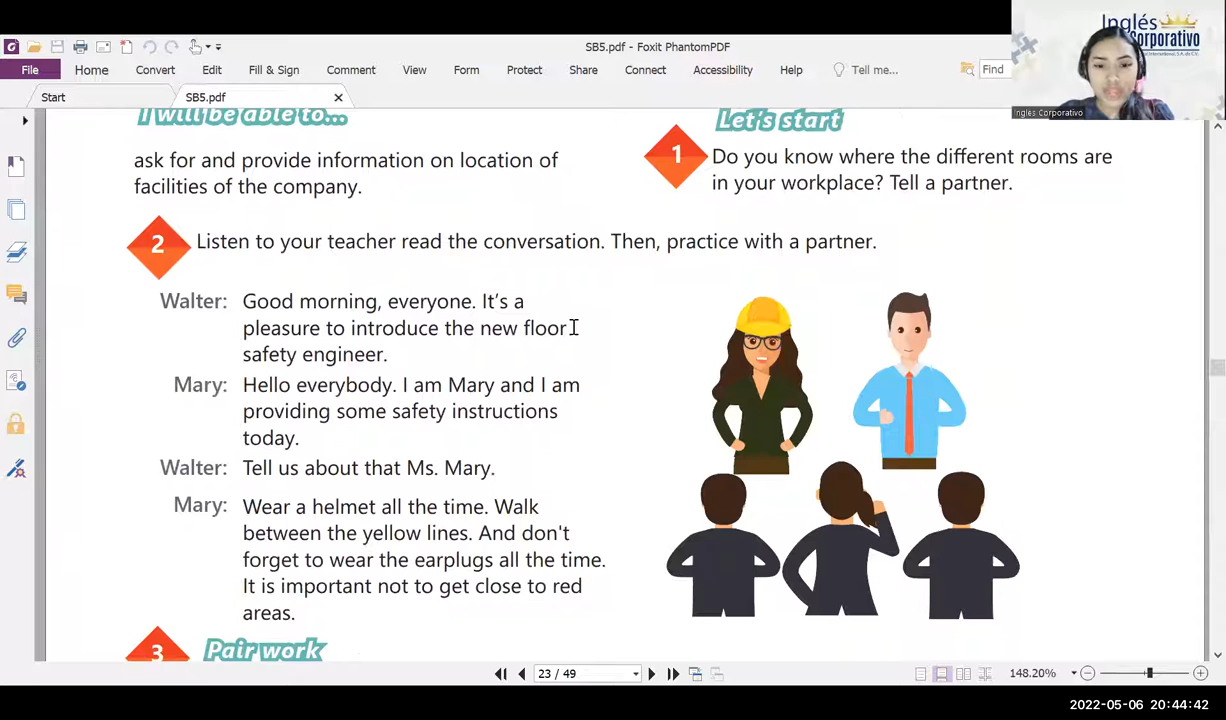 Inglés
Corporativo
Ingles Corporativo
SB5.pdf - Foxit PhantomPDF
File Home Convert Edit Fill & Sign Comment View Form Protect Share Connect Accessibility Help Tell me... Find
Start SB5.pdf
I will be able to...
ask for and provide information on location of
facilities of the company.
Let's start
1 Do you know where the different rooms are
in your workplace? Tell a partner.
2 Listen to your teacher read the conversation. Then, practice with a partner.
Walter: Good morning, everyone. It's a
pleasure to introduce the new floor
safety engineer.
Mary: Hello everybody. I am Mary and I am
providing some safety instructions
today.
Walter: Tell us about that Ms. Mary.
Mary: Wear a helmet all the time. Walk
between the yellow lines. And don't
forget to wear the earplugs all the time.
It is important not to get close to red
areas.
3 Pair work
23 / 49 148.20%
2022-05-06 20:44:42